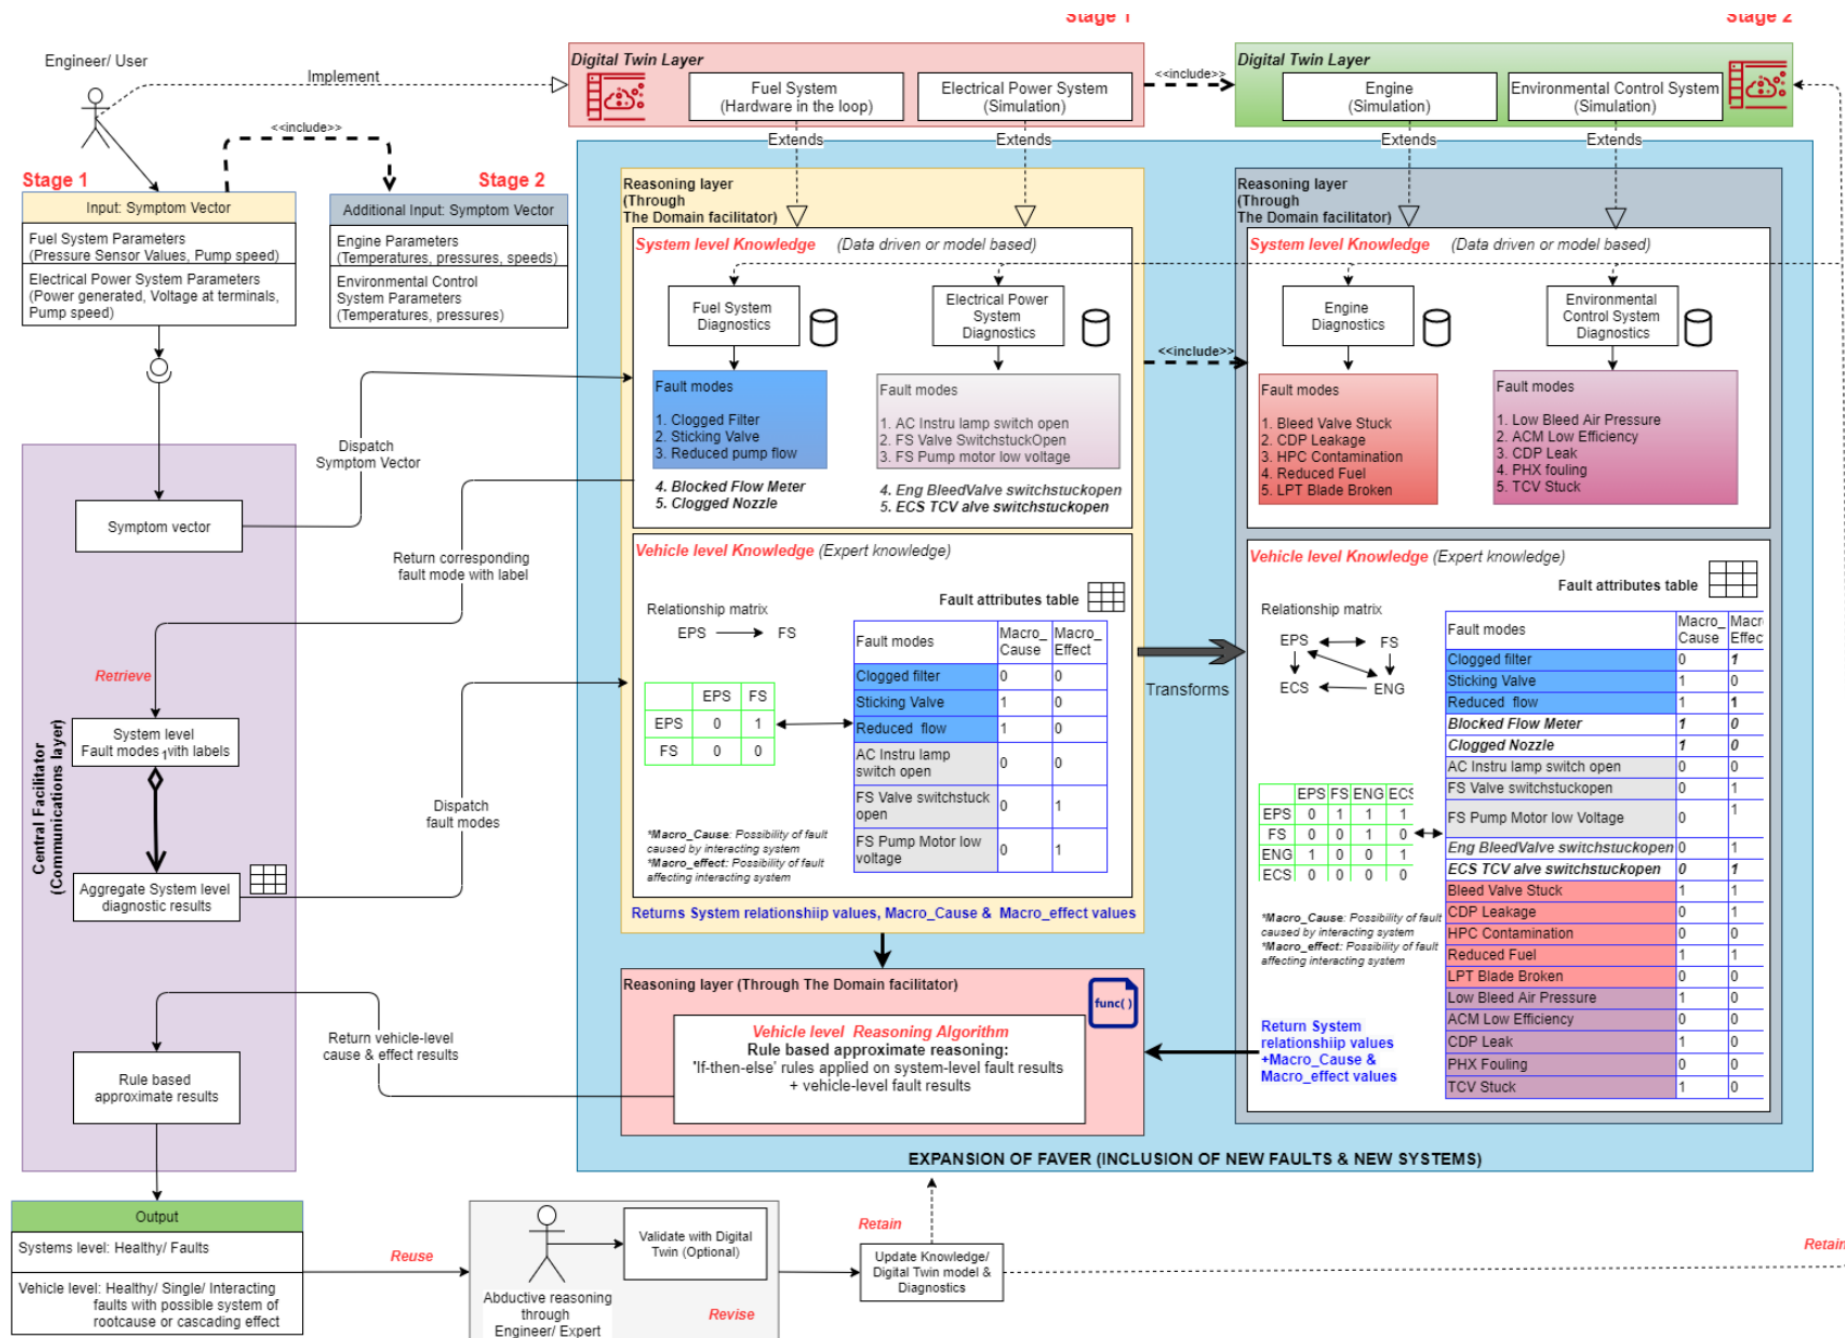 Stage 1
Stage 2
Engineer/ User
Implement
Digital Twin Layer
Fuel System
(Hardware in the loop)
Electrical Power System
(Simulation)
<<include>>
Digital Twin Layer
Engine
(Simulation)
Environmental Control System
(Simulation)
<<include>>
Extends
Extends
Extends
Extends
Stage 1
Stage 2
Input: Symptom Vector
Fuel System Parameters
(Pressure Sensor Values, Pump speed)
Electrical Power System Parameters
(Power generated, Voltage at terminals,
Pump speed)
Additional Input: Symptom Vector
Engine Parameters
(Temperatures, pressures, speeds)
Environmental Control
System Parameters
(Temperatures, pressures)
Reasoning layer
(Through
The Domain facilitator)
System level Knowledge (Data driven or model based)
Fuel System
Diagnostics
Electrical Power
System
Diagnostics
Fault modes
1. Clogged Filter
2. Sticking Valve
3. Reduced pump flow
4. Blocked Flow Meter
5. Clogged Nozzle
Fault modes
1. AC Instru lamp switch open
2. FS Valve SwitchstuckOpen
3. FS Pump motor low voltage
4. Eng BleedValve switchstuckopen
5. ECS TCV alve switchstuckopen
<<include>>
Reasoning layer
(Through
The Domain facilitator)
System level Knowledge (Data driven or model based)
Engine
Diagnostics
Environmental
Control System
Diagnostics
Fault modes
1. Bleed Valve Stuck
2. CDP Leakage
3. HPC Contamination
4. Reduced Fuel
5. LPT Blade Broken
Fault modes
1. Low Bleed Air Pressure
2. ACM Low Efficiency
3. CDP Leak
4. PHX fouling
5. TCV Stuck
Central Facilitator
(Communications layer)
Symptom vector
Dispatch
Symptom Vector
Return corresponding
fault mode with label
Retrieve
System level
Fault modes with labels
1
Aggregate System level
diagnostic results
Dispatch
fault modes
Return vehicle-level
cause & effect results
Rule based
approximate results
Vehicle level Knowledge (Expert knowledge)
Fault attributes table
Relationship matrix
EPS FS
EPS FS
EPS 0 1
FS 0 0
Fault modes Macro_ Cause Macro_ Effect
Clogged filter 0 0
Sticking Valve 1 0
Reduced flow 1 0
AC Instru lamp
switch open 0 0
FS Valve switchstuck
open 0 1
FS Pump Motor low
voltage 0 1
*Macro_Cause: Possibility of fault
caused by interacting system
*Macro_effect: Possibility of fault
affecting interacting system
Returns System relationshiip values, Macro_Cause & Macro_effect values
Transforms
Vehicle level Knowledge (Expert knowledge)
Fault attributes table
Relationship matrix
EPS FS
ECS ENG
EPS FS ENG ECS
EPS 0 1 1 1
FS 0 0 1 0
ENG 1 0 0 1
ECS 0 0 0 0
*Macro_Cause: Possibility of fault
caused by interacting system
*Macro_effect: Possibility of fault
affecting interacting system
Fault modes Macro_ Cause Macr Effec
Clogged filter 0 1
Sticking Valve 1 0
Reduced flow 1 1
Blocked Flow Meter 1 0
Clogged Nozzle 1 0
AC Instru lamp switch open 0 0
FS Valve switchstuckopen 0 1
FS Pump Motor low Voltage 0 1
Eng BleedValve switchstuckopen 0 1
ECS TCV alve switchstuckopen 0 1
Bleed Valve Stuck 1 1
CDP Leakage 0 1
HPC Contamination 0 0
Reduced Fuel 1 1
LPT Blade Broken 0 0
Low Bleed Air Pressure 1 0
ACM Low Efficiency 0 0
CDP Leak 1 0
PHX Fouling 0 0
TCV Stuck 1 0
Return System
relationshiip values
+Macro_Cause &
Macro_effect values
Reasoning layer (Through The Domain facilitator)
func( )
Vehicle level Reasoning Algorithm
Rule based approximate reasoning:
"If-then-else' rules applied on system-level fault results
+ vehicle-level fault results
EXPANSION OF FAVER (INCLUSION OF NEW FAULTS & NEW SYSTEMS)
Output
Systems level: Healthy/ Faults
Vehicle level: Healthy/ Single/ Interacting
faults with possible system of
rootcause or cascading effect
Reuse
Abductive reasoning
through
Engineer/ Expert
Validate with Digital
Twin (Optional)
Revise
Retain
Update Knowledge/
Digital Twin model &
Diagnostics
Retain